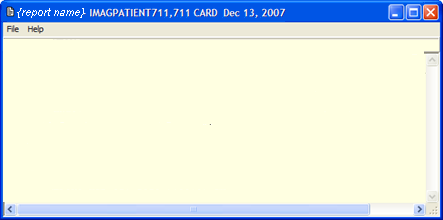 {report name} IMAGPATIENT711,711 CARD Dec 13, 2007
File Help